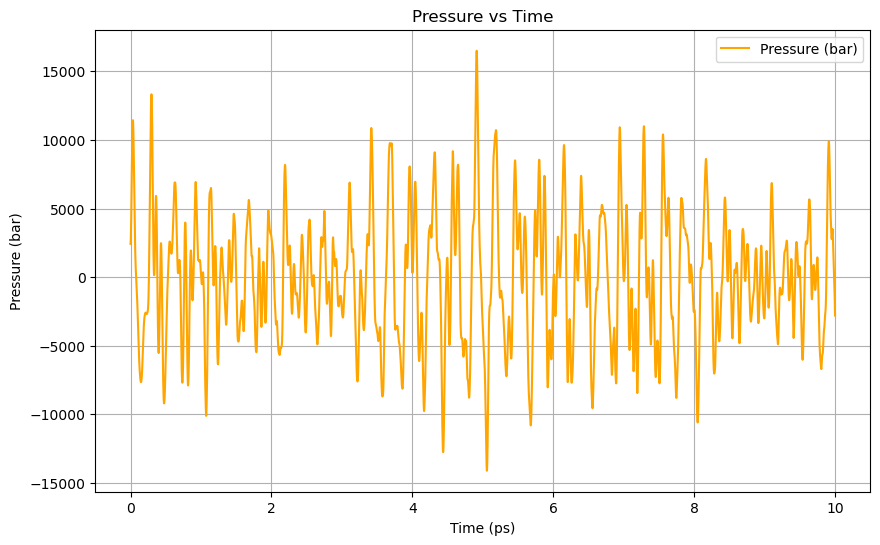 Pressure vs Time
Pressure (bar)
15000
10000
5000
0
−5000
−10000
−15000
Pressure (bar)
0 2 4 6 8 10
Time (ps)